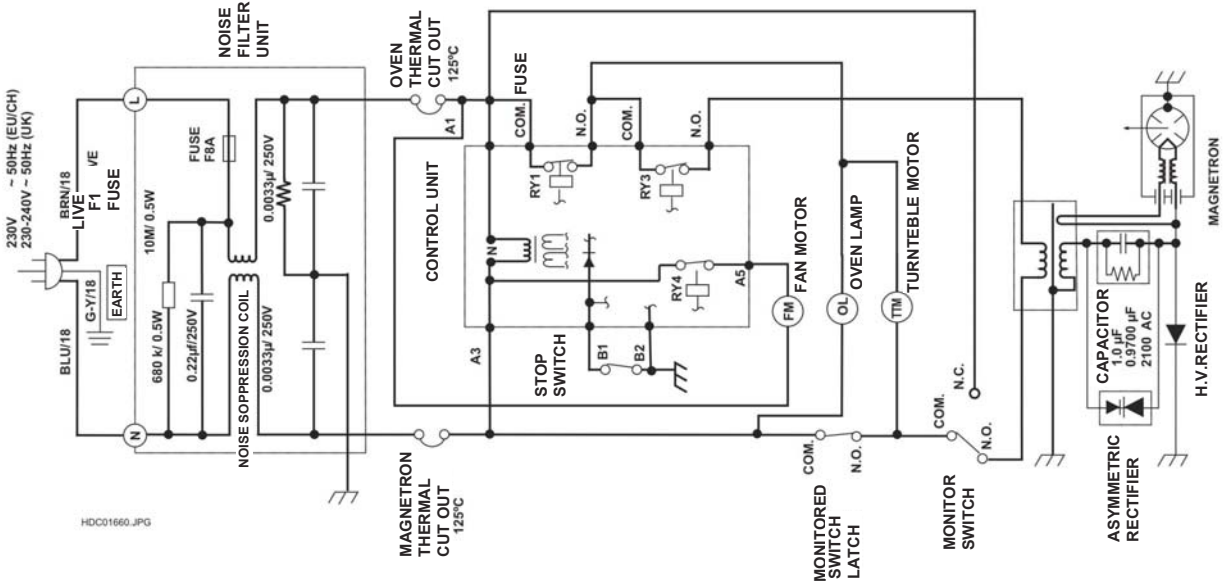 230V ~ 50Hz (EU/CH)
230-240V ~ 50Hz (UK)
BLU/18
G-Y/18
EARTH
BRN/18
LIVE
VE
F1
FUSE
N
L
NOISE
FILTER
UNIT
680 k/ 0.5W
10M/ 0.5W
0.22µf/250V
FUSE
F8A
NOISE SOPPRESSION COIL
0.0033µ/ 250V
0.0033µ/ 250V
HDC01660.JPG
MAGNETRON
THERMAL
CUT OUT
125ºC
OVEN
THERMAL
CUT OUT
125ºC
A1
A3
CONTROL UNIT
FUSE
COM.
RY1
N.O.
COM.
RY3
N.O.
N
RY4
A5
STOP
SWITCH
B1
B2
FM
FAN MOTOR
OL
OVEN LAMP
TTM
TURNTEBLE MOTOR
COM.
N.O.
MONITORED
SWITCH
LATCH
COM.
N.C.
N.O.
MONITOR
SWITCH
CAPACITOR
1.0 µF
0.9700 µF
2100 AC
ASYMMETRIC
RECTIFIER
H.V.RECTIFIER
MAGNETRON